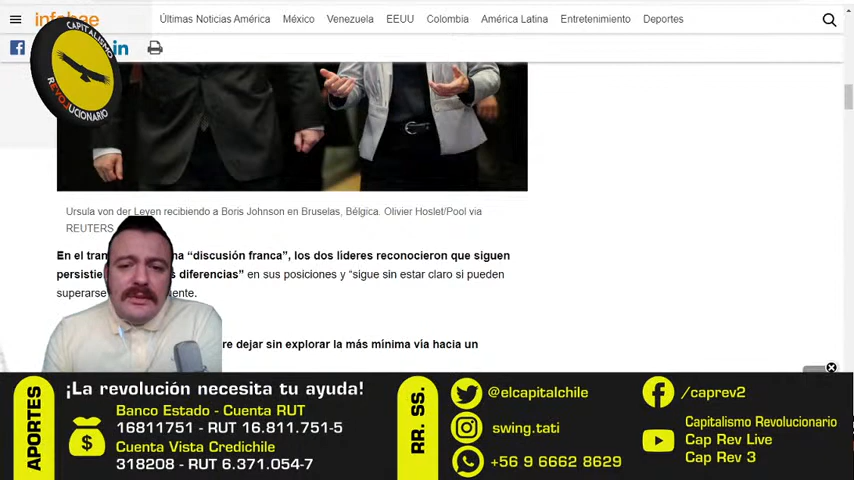 infobae
Últimas Noticias América México Venezuela EEUU Colombia América Latina Entretenimiento Deportes
CAPITALISMO
REVOLUCIONARIO
Ursula von der Leyen recibiendo a Boris Johnson en Bruselas, Bélgica. Olivier Hoslet/Pool via
REUTERS
En el “discusión franca”, los dos líderes reconocieron que siguen
diferencias” en sus posiciones y “sigue sin estar claro si pueden
superarse
dejar sin explorar la más mínima vía hacia un
APORTES
¡La revolución necesita tu ayuda!
Banco Estado - Cuenta RUT
16811751 - RUT 16.811.751-5
Cuenta Vista Credichile
318208 - RUT 6.371.054-7
RR. SS.
@elcapitalchile
swing.tati
+56 9 6662 8629
/caprev2
Capitalismo Revolucionario
Cap Rev Live
Cap Rev 3